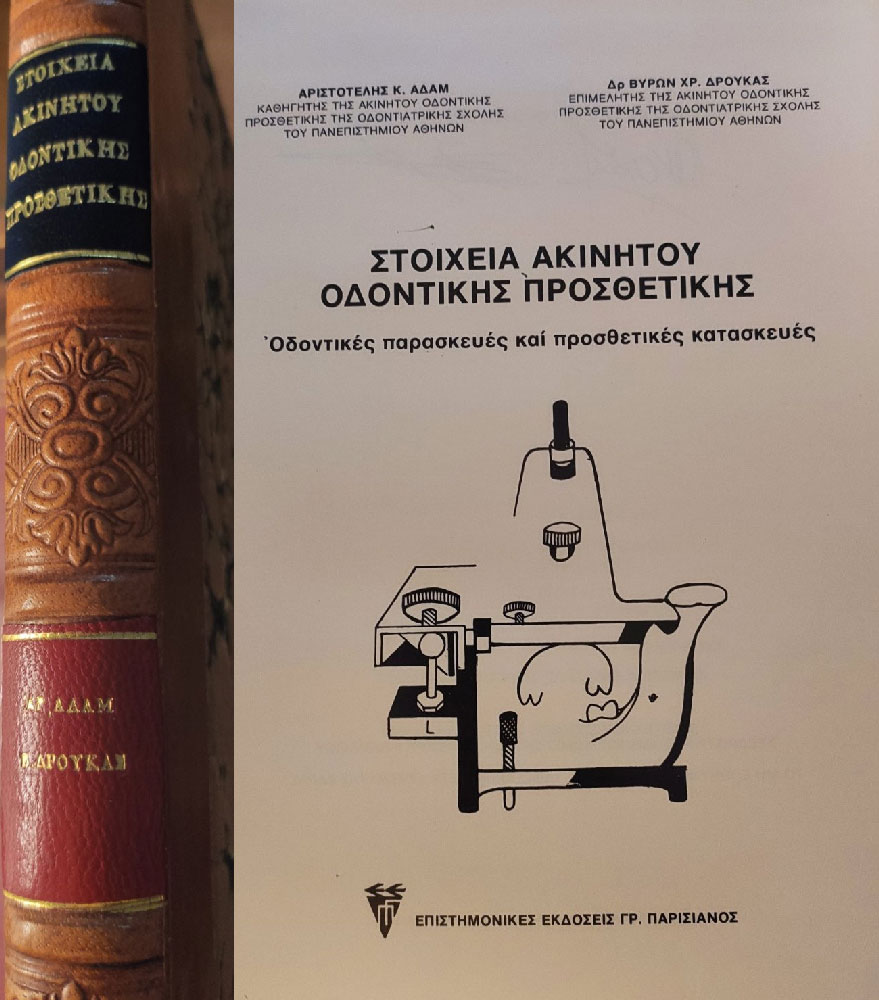 ΣΤΟΙΧΕΙΑ
ΑΚΙΝΗΤΟΥ
ΟΔΟΝΤΙΚΗΣ
ΠΡΟΣΘΕΤΙΚΗΣ
ΑΡ. ΑΔΑΜ
Β. ΔΡΟΥΚΑΣ
ΑΡΙΣΤΟΤΕΛΗΣ Κ. ΑΔΑΜ
ΚΑΘΗΓΗΤΗΣ ΤΗΣ ΑΚΙΝΗΤΟΥ ΟΔΟΝΤΙΚΗΣ
ΠΡΟΣΘΕΤΙΚΗΣ ΤΗΣ ΟΔΟΝΤΙΑΤΡΙΚΗΣ ΣΧΟΛΗΣ
ΤΟΥ ΠΑΝΕΠΙΣΤΗΜΙΟΥ ΑΘΗΝΩΝ
Δρ ΒΥΡΩΝ ΧΡ. ΔΡΟΥΚΑΣ
ΕΠΙΜΕΛΗΤΗΣ ΤΗΣ ΑΚΙΝΗΤΟΥ ΟΔΟΝΤΙΚΗΣ
ΠΡΟΣΘΕΤΙΚΗΣ ΤΗΣ ΟΔΟΝΤΙΑΤΡΙΚΗΣ ΣΧΟΛΗΣ
ΤΟΥ ΠΑΝΕΠΙΣΤΗΜΙΟΥ ΑΘΗΝΩΝ
ΣΤΟΙΧΕΙΑ ΑΚΙΝΗΤΟΥ
ΟΔΟΝΤΙΚΗΣ ΠΡΟΣΘΕΤΙΚΗΣ
Ὀδοντικές παρασκευές καί προσθετικές κατασκευές
L
ΕΠΙΣΤΗΜΟΝΙΚΕΣ ΕΚΔΟΣΕΙΣ ΓΡ. ΠΑΡΙΣΙΑΝΟΣ